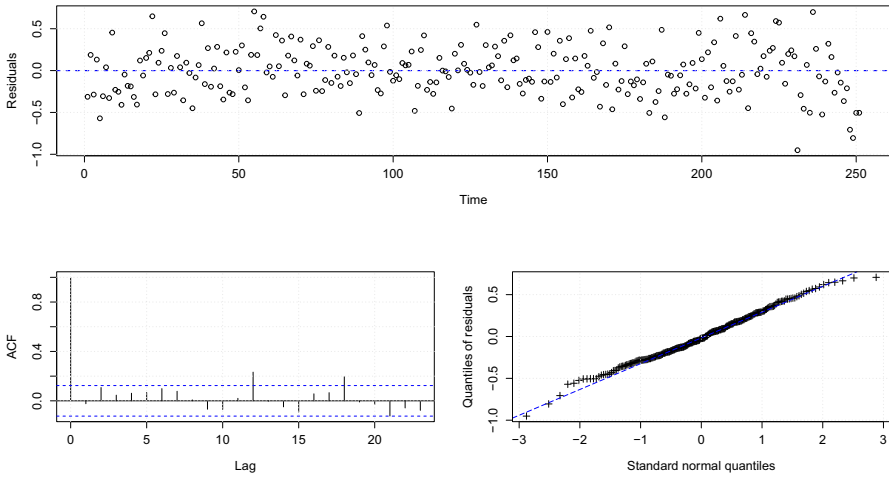 0.5
0.0
−0.5
−1.0
Residuals
0 50 100 150 200 250
Time
0.8
0.4
0.0
ACF
0 5 10 15 20
Lag
0.5
0.0
−0.5
−1.0
Quantiles of residuals
−3 −2 −1 0 1 2 3
Standard normal quantiles